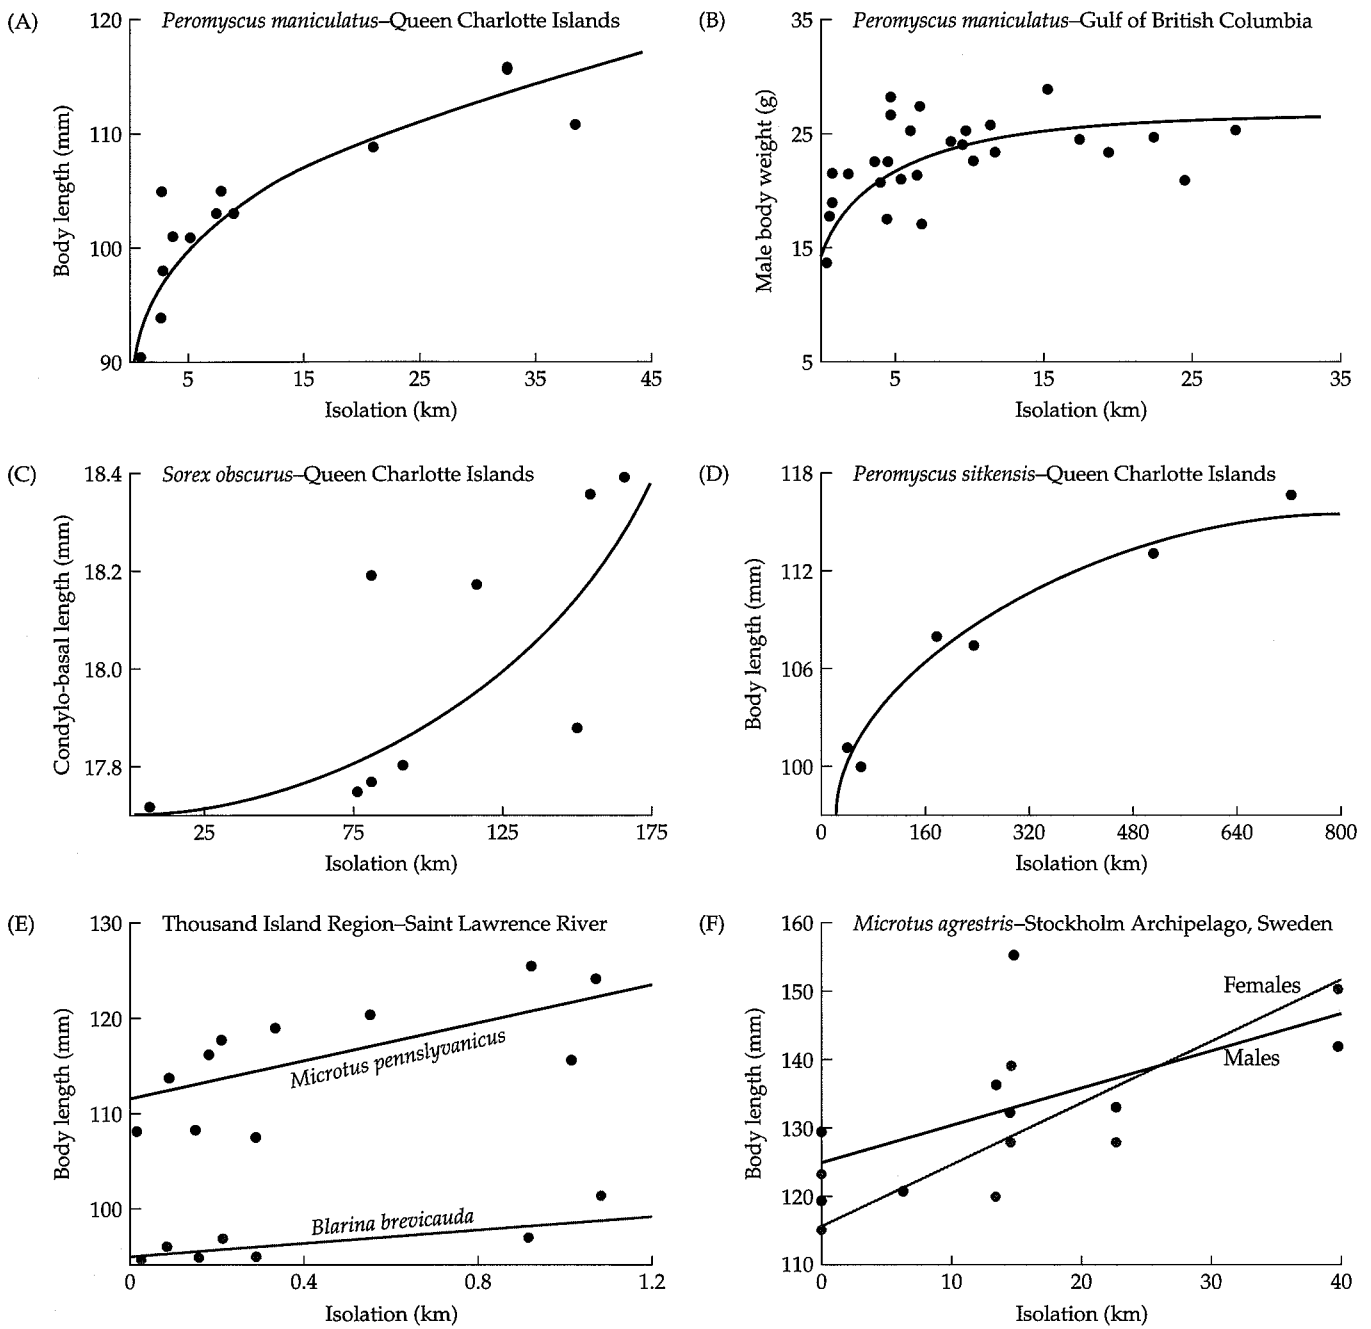 (A)
Peromyscus maniculatus–Queen Charlotte Islands
120
110
100
90
Body length (mm)
5 15 25 35 45
Isolation (km)
(B)
Peromyscus maniculatus–Gulf of British Columbia
35
25
15
5
Male body weight (g)
5 15 25 35
Isolation (km)
(C)
Sorex obscurus–Queen Charlotte Islands
18.4
18.2
18.0
17.8
Condylo-basal length (mm)
25 75 125 175
Isolation (km)
(D)
Peromyscus sitkensis–Queen Charlotte Islands
118
112
106
100
Body length (mm)
0 160 320 480 640 800
Isolation (km)
(E)
Thousand Island Region–Saint Lawrence River
130
120
110
100
Body length (mm)
Microtus pennslyvanicus
Blarina brevicauda
0 0.4 0.8 1.2
Isolation (km)
(F)
Microtus agrestris–Stockholm Archipelago, Sweden
160
150
140
130
120
110
Body length (mm)
Females
Males
0 10 20 30 40
Isolation (km)